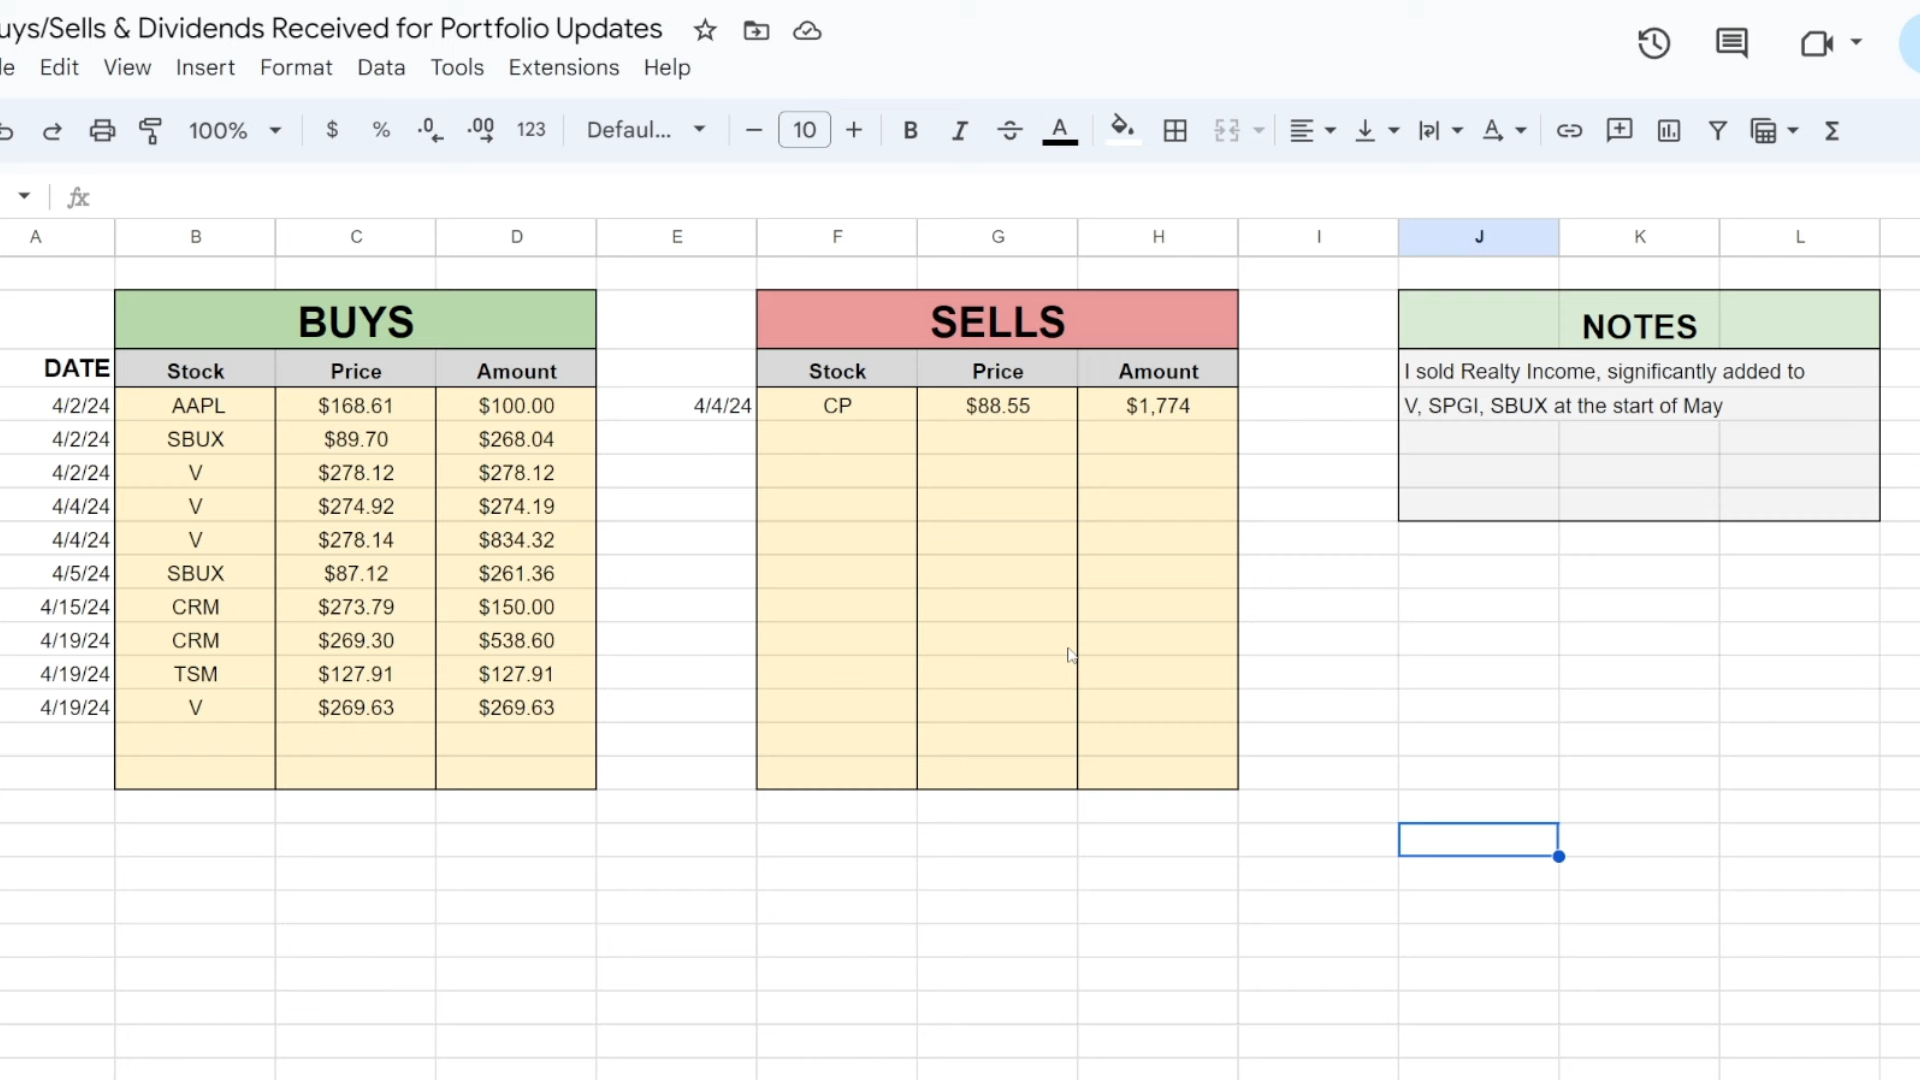 uys/Sells & Dividends Received for Portfolio Updates
le Edit View Insert Format Data Tools Extensions Help
100% $ % .0 .00 123 Defaul... − 10 + B I A A Σ
fx
A B C D E F G H I J K L
BUYS SELLS NOTES
DATE Stock Price Amount Stock Price Amount I sold Realty Income, significantly added to
4/2/24 AAPL $168.61 $100.00 4/4/24 CP $88.55 $1,774 V, SPGI, SBUX at the start of May
4/2/24 SBUX $89.70 $268.04
4/2/24 V $278.12 $278.12
4/4/24 V $274.92 $274.19
4/4/24 V $278.14 $834.32
4/5/24 SBUX $87.12 $261.36
4/15/24 CRM $273.79 $150.00
4/19/24 CRM $269.30 $538.60
4/19/24 TSM $127.91 $127.91
4/19/24 V $269.63 $269.63